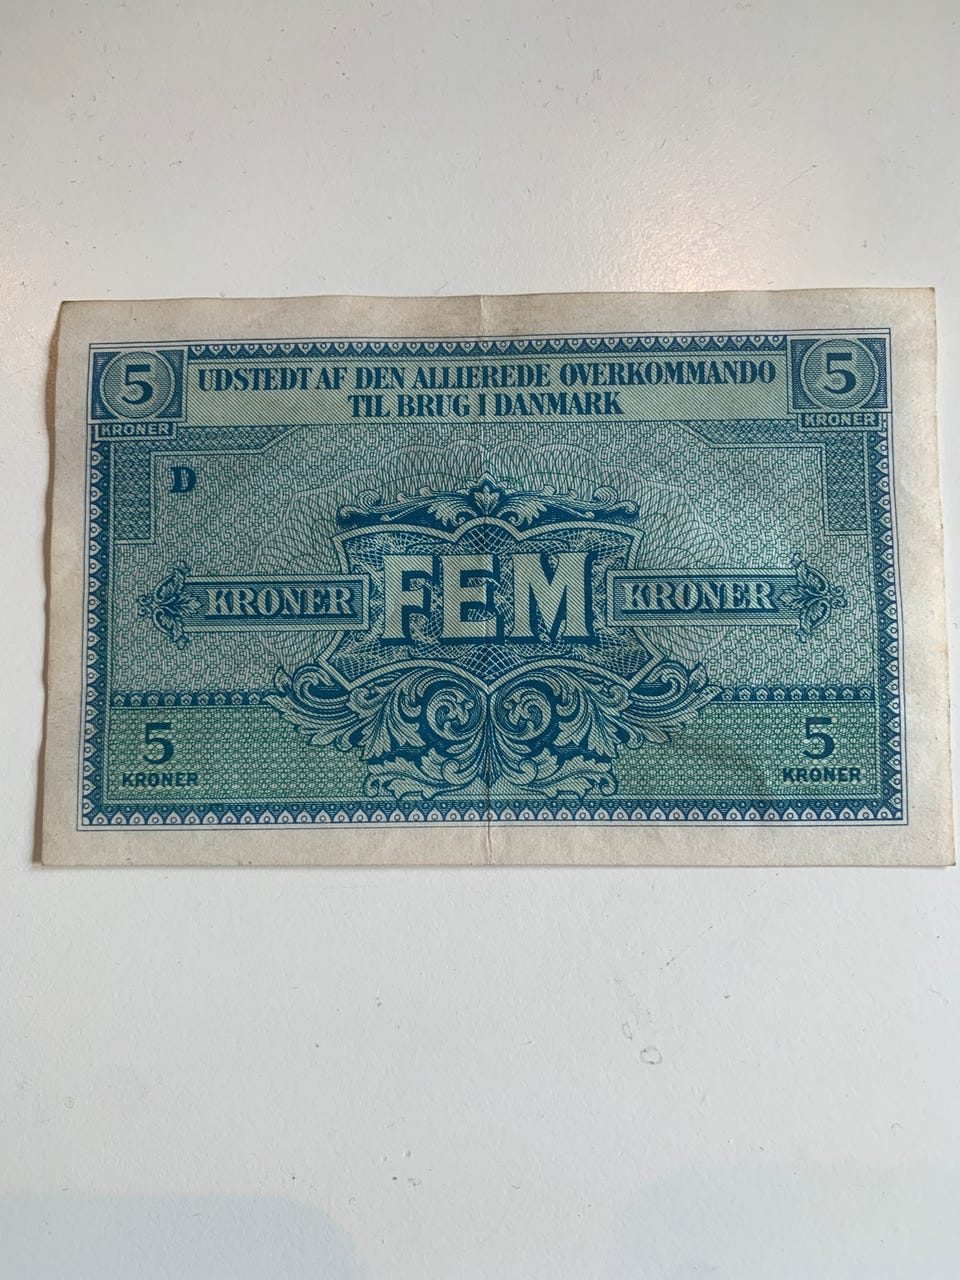 5 KRONER
UDSTEDT AF DEN ALLIEREDE OVERKOMMANDO
TIL BRUG I DANMARK
5 KRONER
D
KRONER FEM KRONER
5 KRONER
5 KRONER